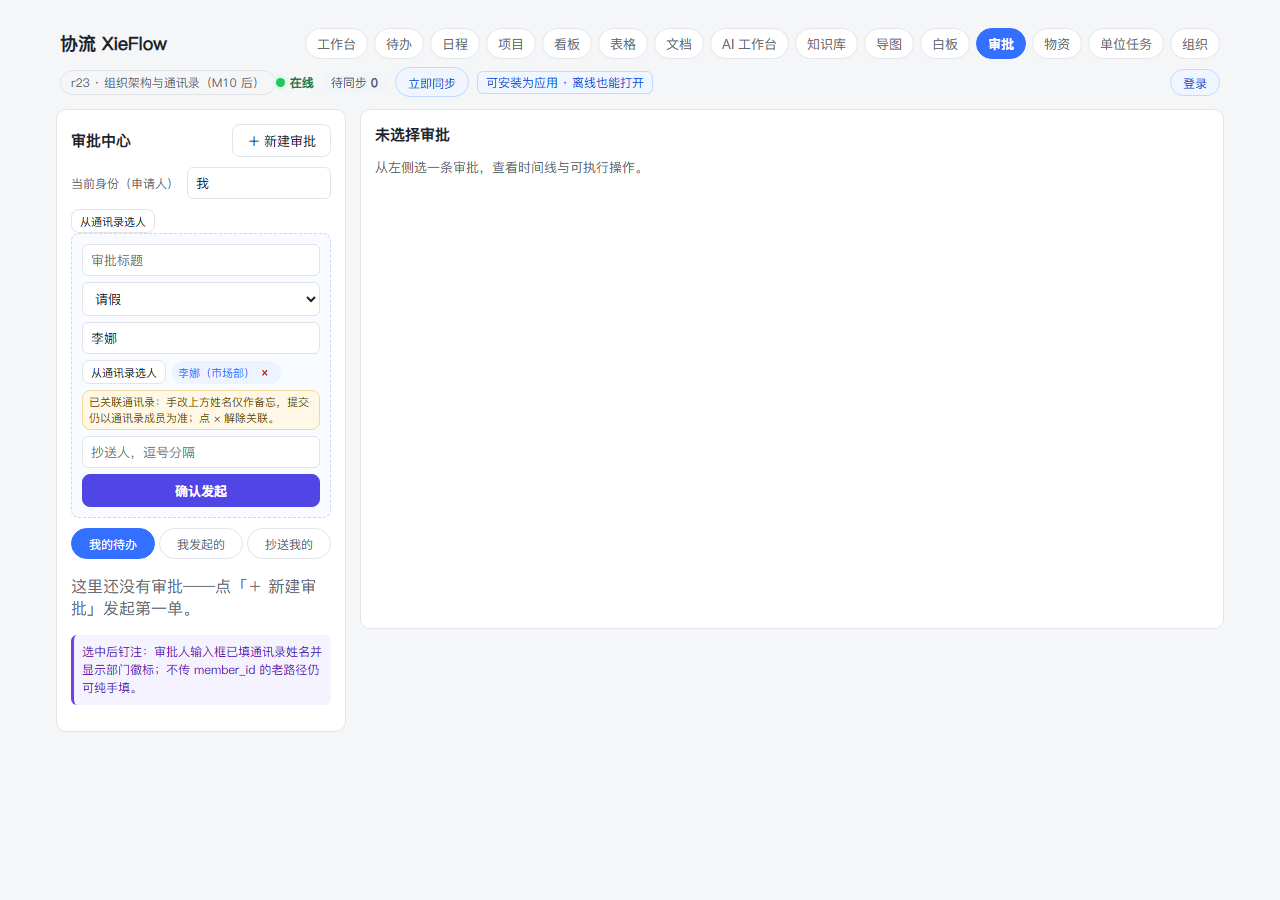 协流 XieFlow
工作台 待办 日程 项目 看板 表格 文档 AI 工作台 知识库 导图 白板 审批 物资 单位任务 组织
r23 · 组织架构与通讯录（M10 后） 在线 待同步 0 立即同步 可安装为应用 · 离线也能打开 登录
审批中心 ＋ 新建审批
当前身份（申请人） 我
从通讯录选人
审批标题
请假
李娜
从通讯录选人 李娜（市场部） ×
已关联通讯录：手改上方姓名仅作备忘，提交
仍以通讯录成员为准；点 × 解除关联。
抄送人，逗号分隔
确认发起
我的待办 我发起的 抄送我的
这里还没有审批——点「＋ 新建审
批」发起第一单。
选中后钉注：审批人输入框已填通讯录姓名并
显示部门徽标；不传 member_id 的老路径仍
可纯手填。
未选择审批
从左侧选一条审批，查看时间线与可执行操作。